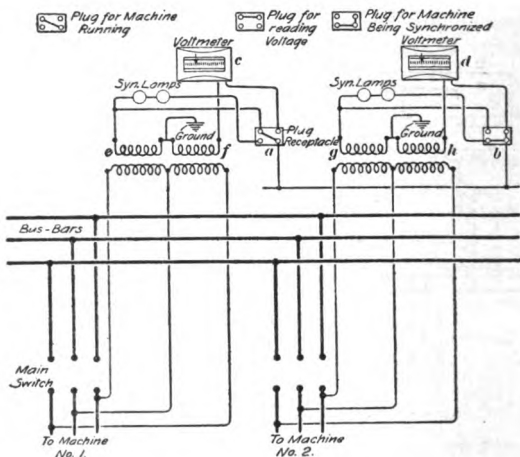 Plug for Machine
Running
Plug for
reading
Voltage
Plug for Machine
Being Synchronized
Voltmeter
c
Voltmeter
d
Syn. Lamps
Syn. Lamps
Ground
Ground
e
f
a
Plug
Receptacle
g
h
b
Bus-Bars
Main
Switch
To Machine
No. 1.
To Machine
No. 2.